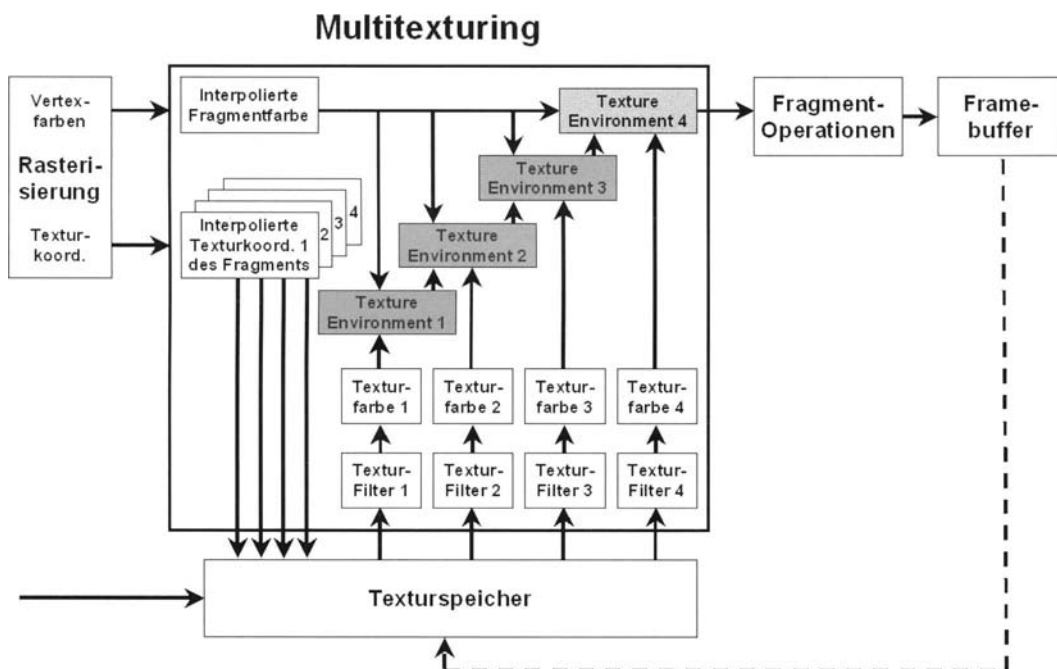 Multitexturing
Vertex-
farben
Rasteri-
sierung
Textur-
koord.
Interpolierte
Fragmentfarbe
Interpolierte
Texturkoord. 1
des Fragments
2
3
4
Texture
Environment 4
Texture
Environment 3
Texture
Environment 2
Texture
Environment 1
Fragment-
Operationen
Frame-
buffer
Textur-
farbe 1
Textur-
farbe 2
Textur-
farbe 3
Textur-
farbe 4
Textur-
Filter 1
Textur-
Filter 2
Textur-
Filter 3
Textur-
Filter 4
Texturspeicher